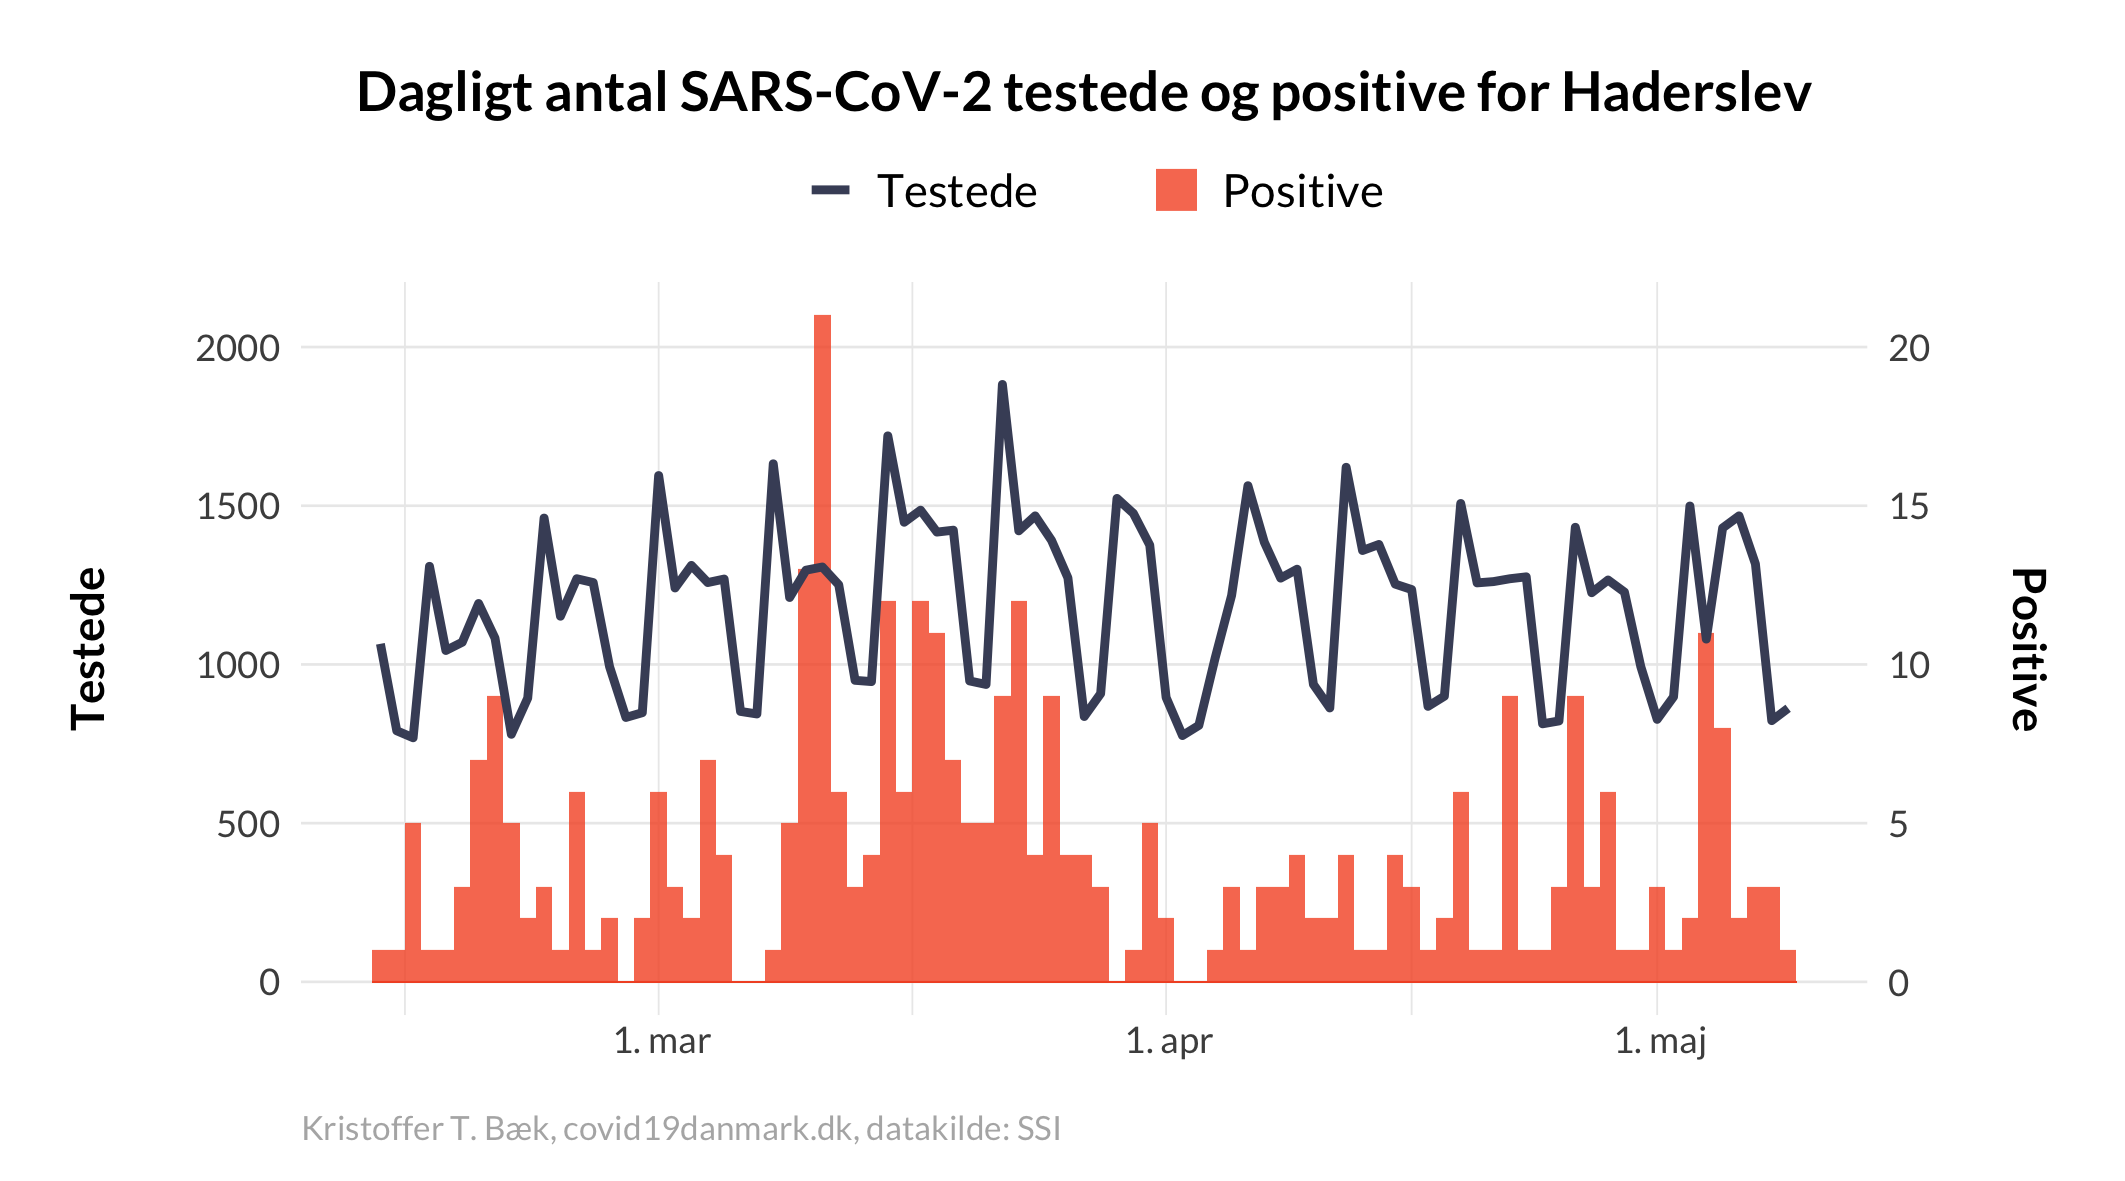 Dagligt antal SARS-CoV-2 testede og positive for Haderslev
Testede
Positive
2000
1500
1000
500
0
Testede
20
15
10
5
0
Positive
1. mar
1. apr
1. maj
Kristoffer T. Bæk, covid19danmark.dk, datakilde: SSI